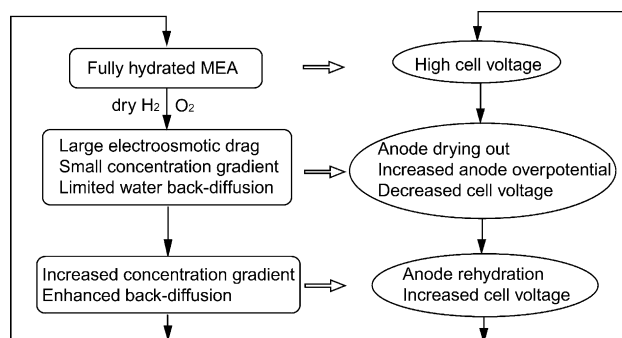 Fully hydrated MEA
High cell voltage
dry H₂ O₂
Large electroosmotic drag
Small concentration gradient
Limited water back-diffusion
Anode drying out
Increased anode overpotential
Decreased cell voltage
Increased concentration gradient
Enhanced back-diffusion
Anode rehydration
Increased cell voltage